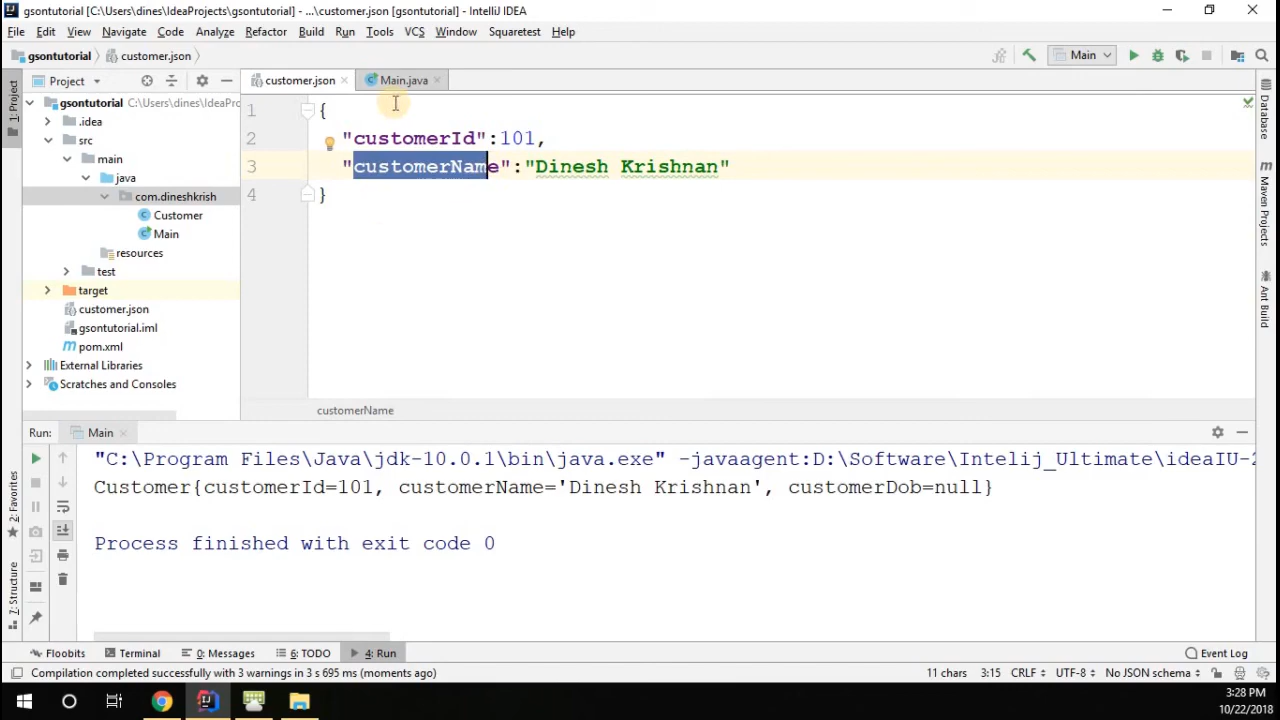 gsontutorial [C:\Users\dines\IdeaProjects\gsontutorial] - ...\customer.json [gsontutorial] - IntelliJ IDEA
File Edit View Navigate Code Analyze Refactor Build Run Tools VCS Window Squaretest Help
gsontutorial customer.json Main
1: Project
Project
customer.json Main.java
gsontutorial C:\Users\dines\IdeaPro
.idea
src
main
java
com.dineshkrish
Customer
Main
resources
test
target
customer.json
gsontutorial.iml
pom.xml
External Libraries
Scratches and Consoles
1 {
2 "customerId":101,
3 "customerName":"Dinesh Krishnan"
4 }
customerName
Database
Maven Projects
Ant Build
Run: Main
"C:\Program Files\Java\jdk-10.0.1\bin\java.exe" -javaagent:D:\Software\Intelij_Ultimate\ideaIU-2
Customer{customerId=101, customerName='Dinesh Krishnan', customerDob=null}
Process finished with exit code 0
2: Favorites
7: Structure
Floobits Terminal 0: Messages 6: TODO 4: Run Event Log
Compilation completed successfully with 3 warnings in 3 s 695 ms (moments ago) 11 chars 3:15 CRLF UTF-8 No JSON schema
3:28 PM
10/22/2018